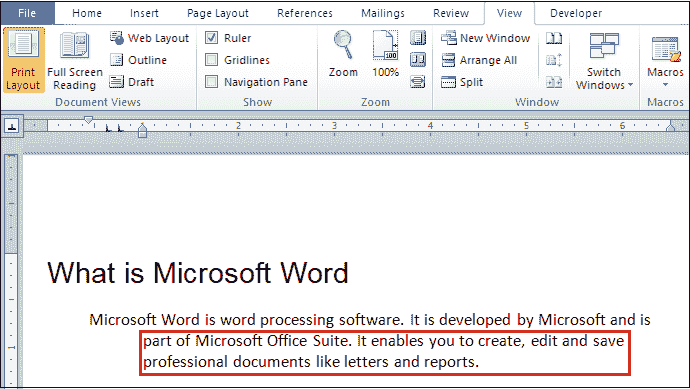 File Home Insert Page Layout References Mailings Review View Developer
Print Layout
Full Screen Reading
Web Layout
Outline
Draft
Document Views
Ruler
Gridlines
Navigation Pane
Show
Zoom
100%
Zoom
New Window
Arrange All
Split
Switch Windows
Window
Macros
Macros
1 2 3 4 5 6
1
What is Microsoft Word
Microsoft Word is word processing software. It is developed by Microsoft and is
part of Microsoft Office Suite. It enables you to create, edit and save
professional documents like letters and reports.